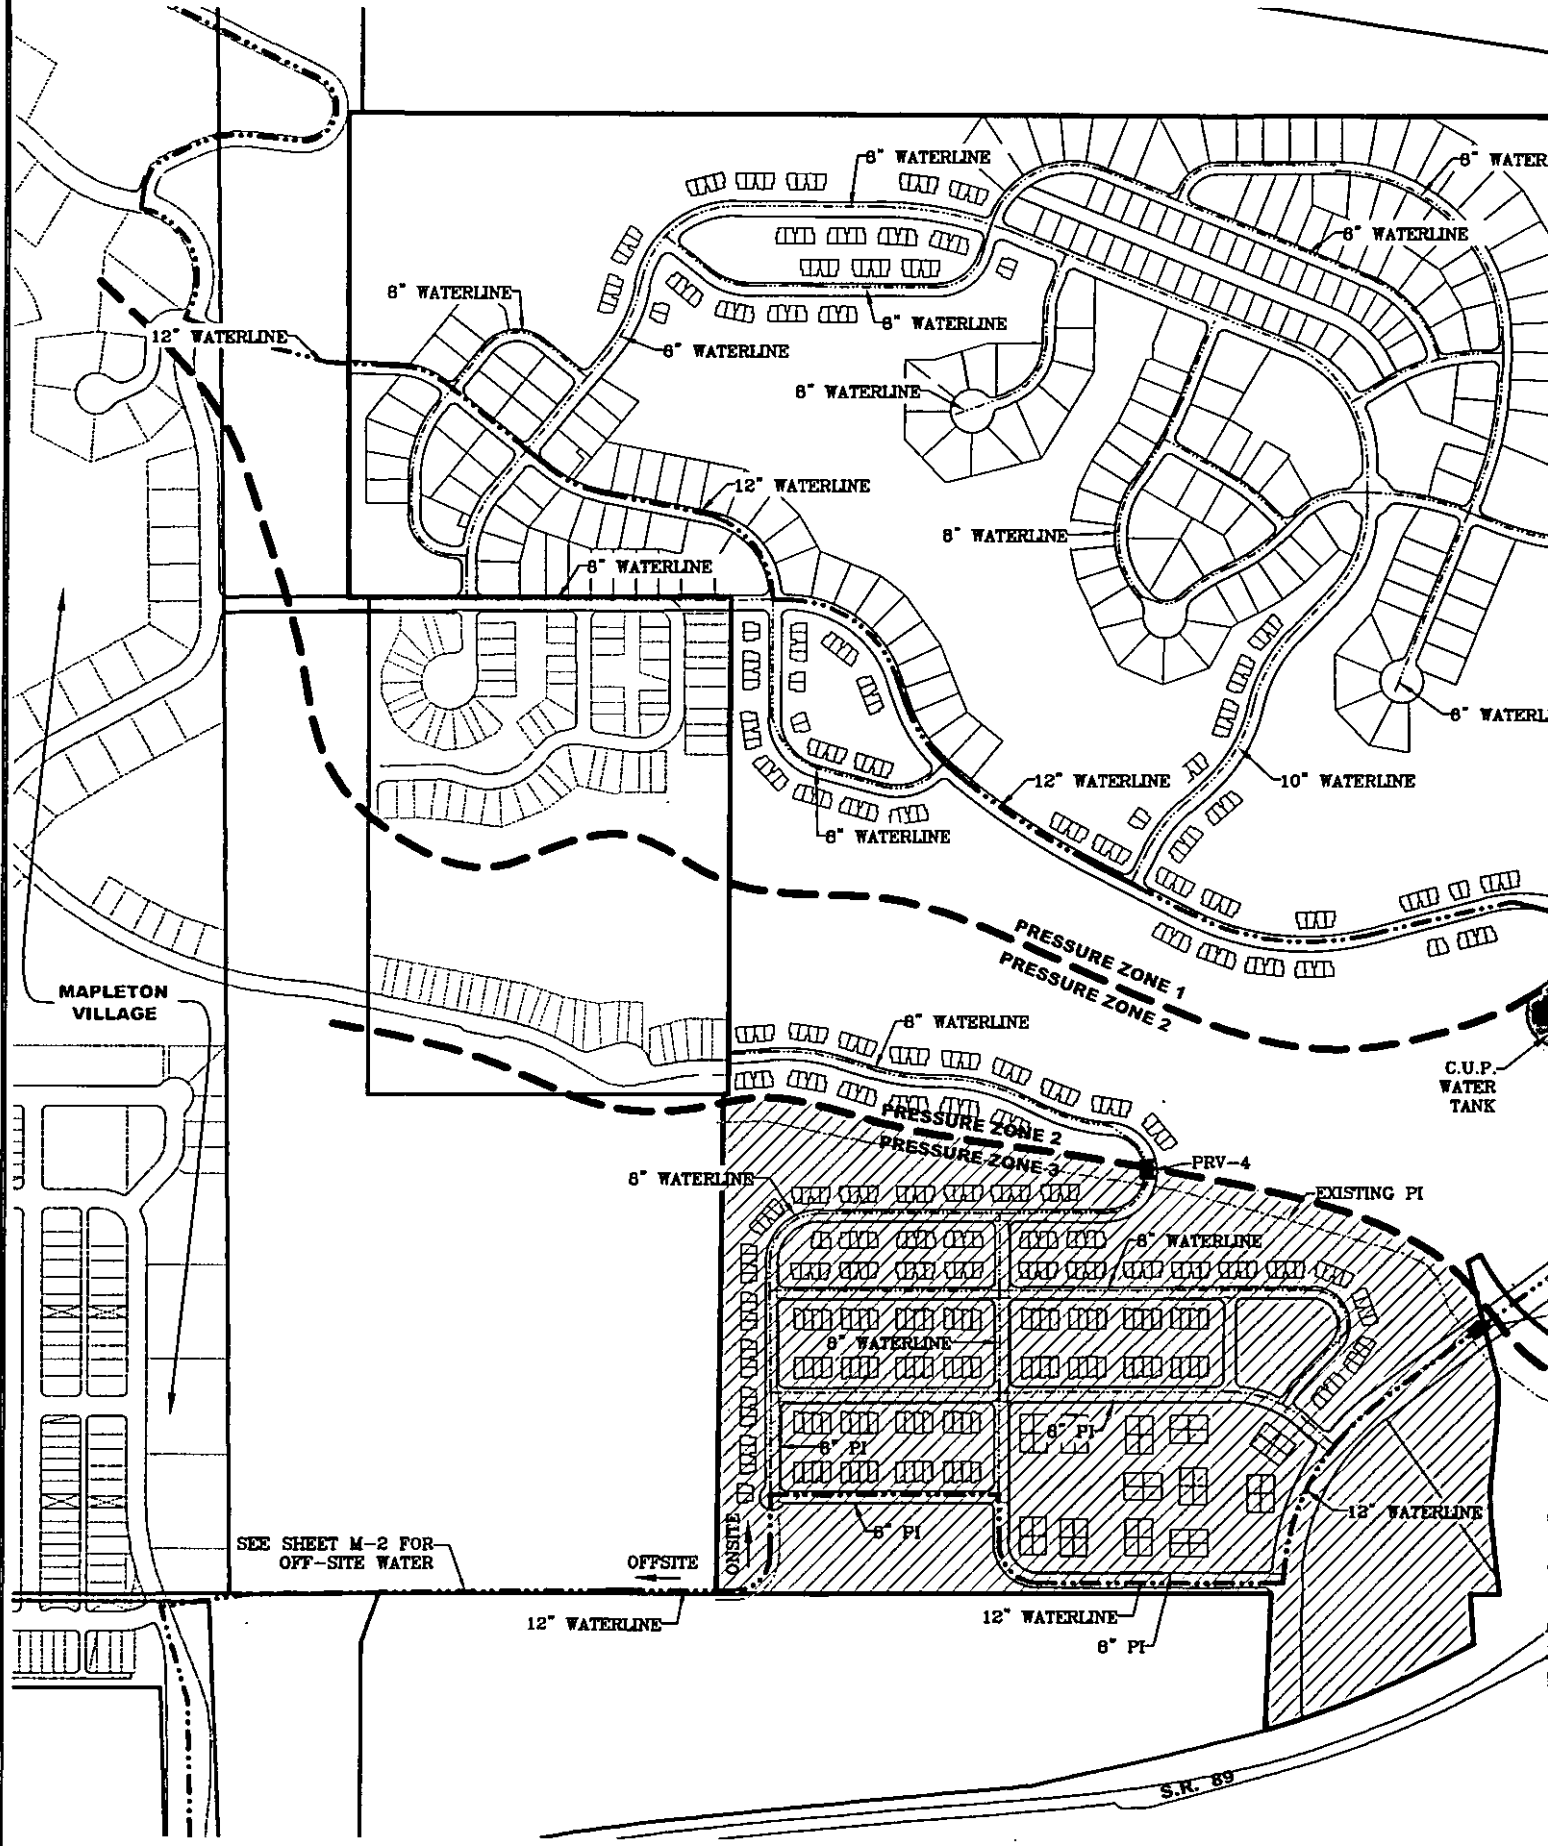 8" WATERLINE
8" WATER
8" WATERLINE
8" WATERLINE
12" WATERLINE
8" WATERLINE
8" WATERLINE
8" WATERLINE
12" WATERLINE
8" WATERLINE
8" WATERLINE
8" WATERL
12" WATERLINE
10" WATERLINE
8" WATERLINE
PRESSURE ZONE 1
PRESSURE ZONE 2
MAPLETON
VILLAGE
8" WATERLINE
C.U.P.
WATER
TANK
PRESSURE ZONE 2
PRESSURE ZONE 3
PRV-4
8" WATERLINE
EXISTING PI
8" WATERLINE
8" WATERLINE
6" PI
6" PI
12" WATERLINE
6" PI
SEE SHEET M-2 FOR
OFF-SITE WATER
OFFSITE
ONSITE
12" WATERLINE
12" WATERLINE
6" PI
S.R. 89